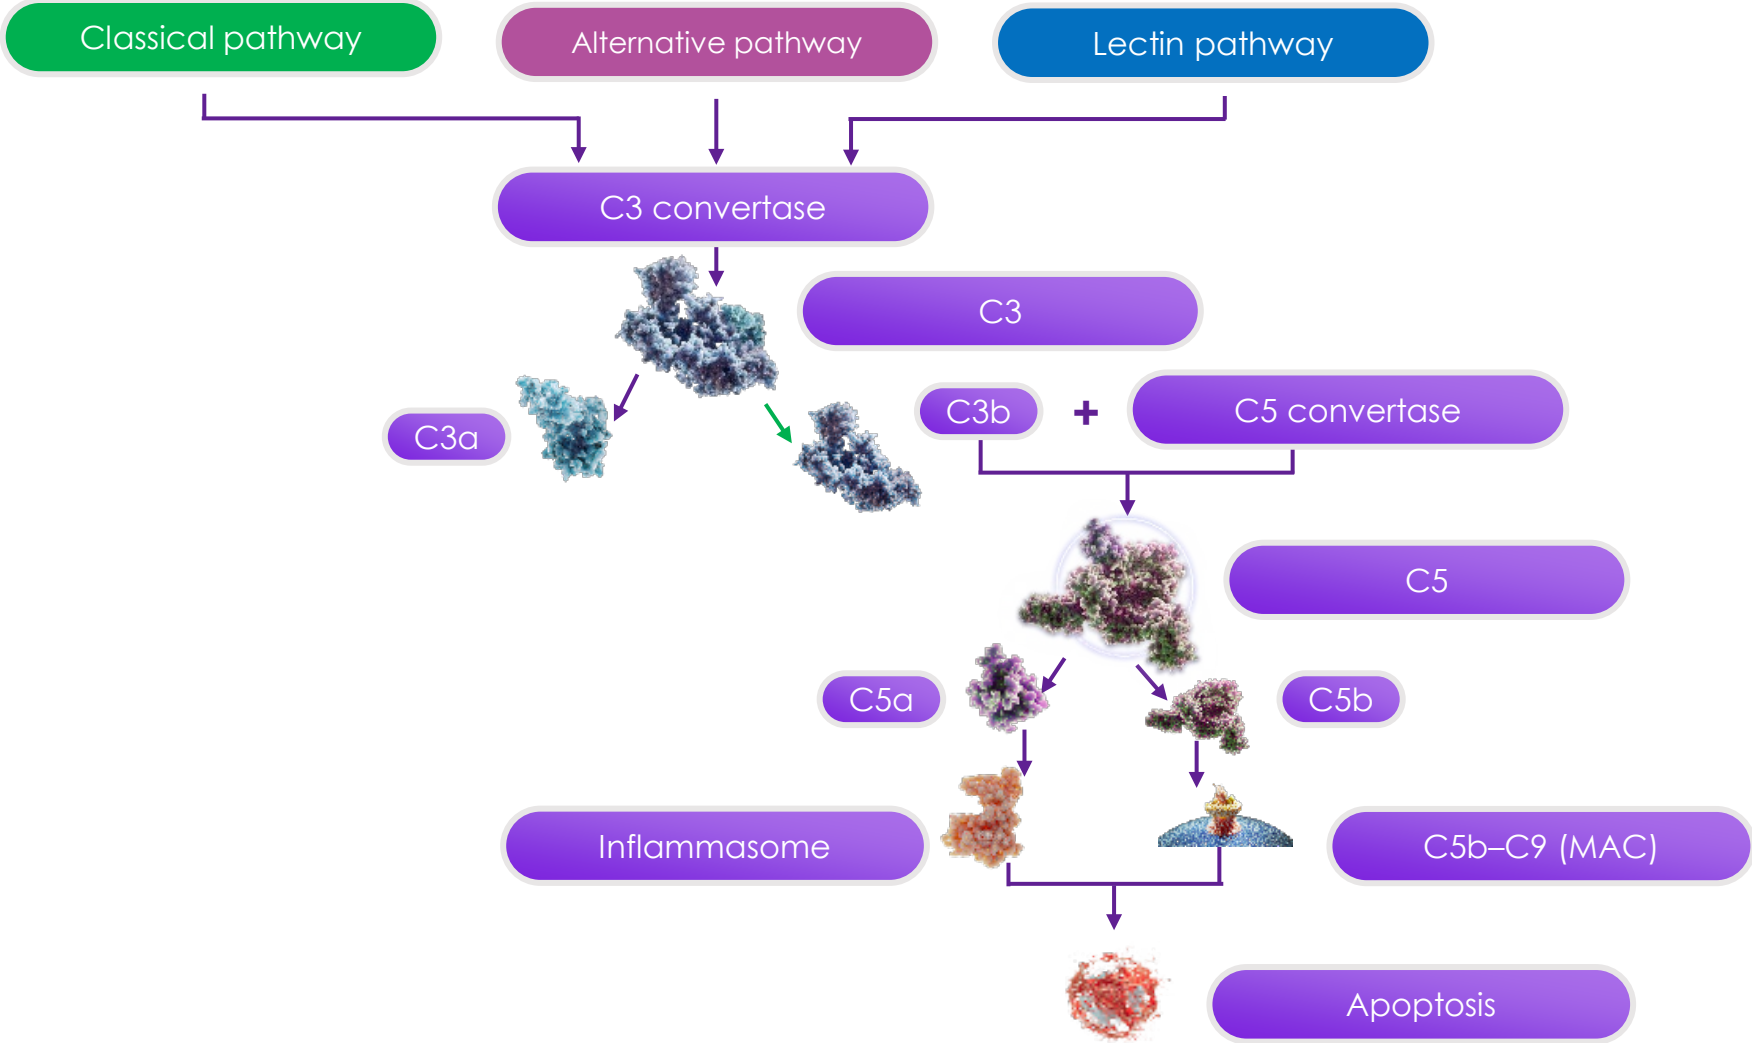 Classical pathway
Alternative pathway
Lectin pathway
C3 convertase
C3
C3b + C5 convertase
C3a
C5
C5a
C5b
Inflammasome
C5b–C9 (MAC)
Apoptosis